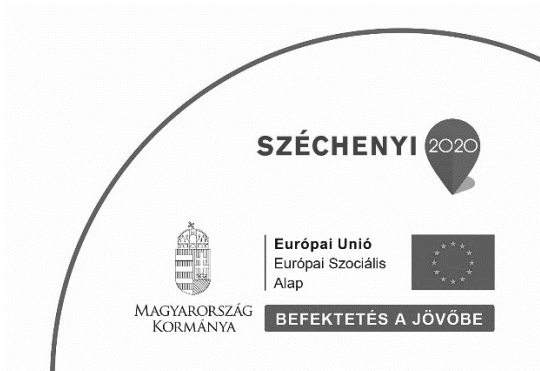 SZÉCHENYI 2020
Európai Unió
Európai Szociális
Alap
MAGYARORSZÁG
KORMÁNYA
BEFEKTETÉS A JÖVŐBE